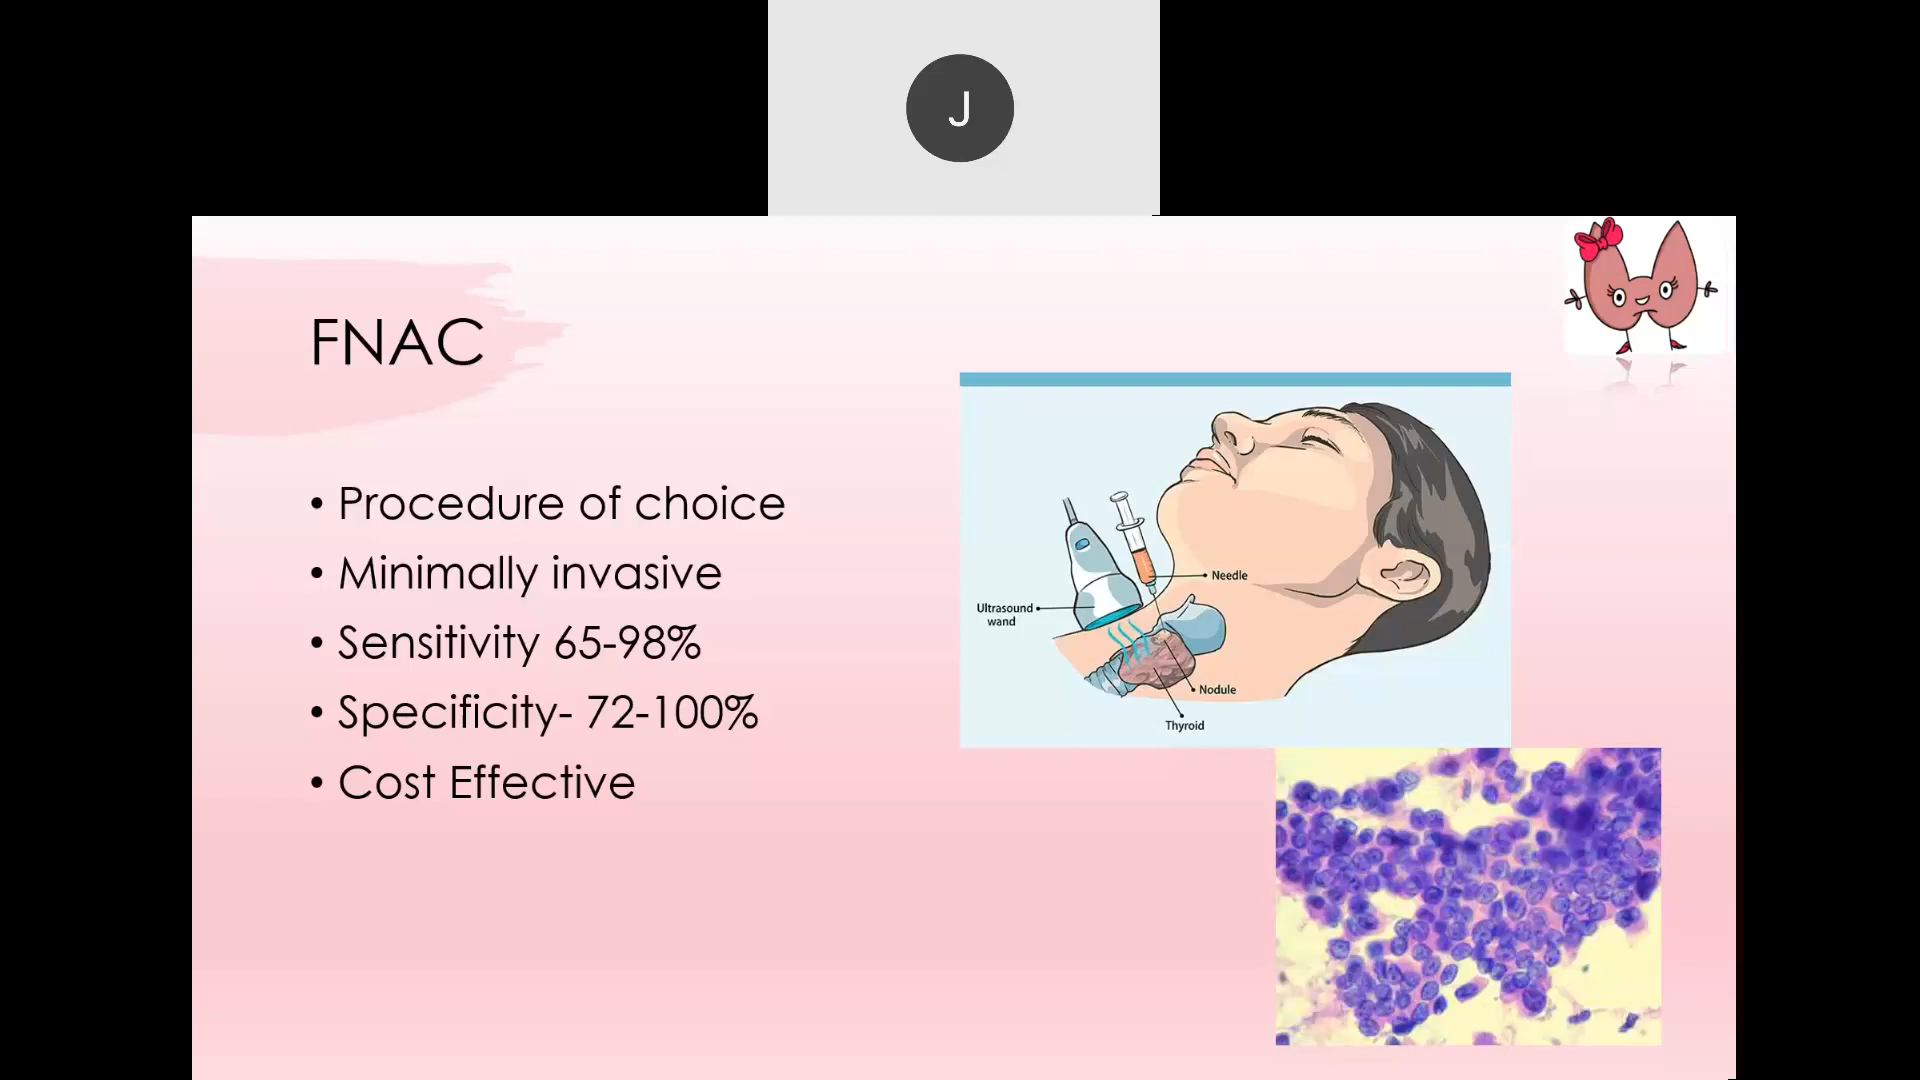 J
FNAC
• Procedure of choice
• Minimally invasive
• Sensitivity 65-98%
• Specificity- 72-100%
• Cost Effective
Needle
Ultrasound
wand
Nodule
Thyroid